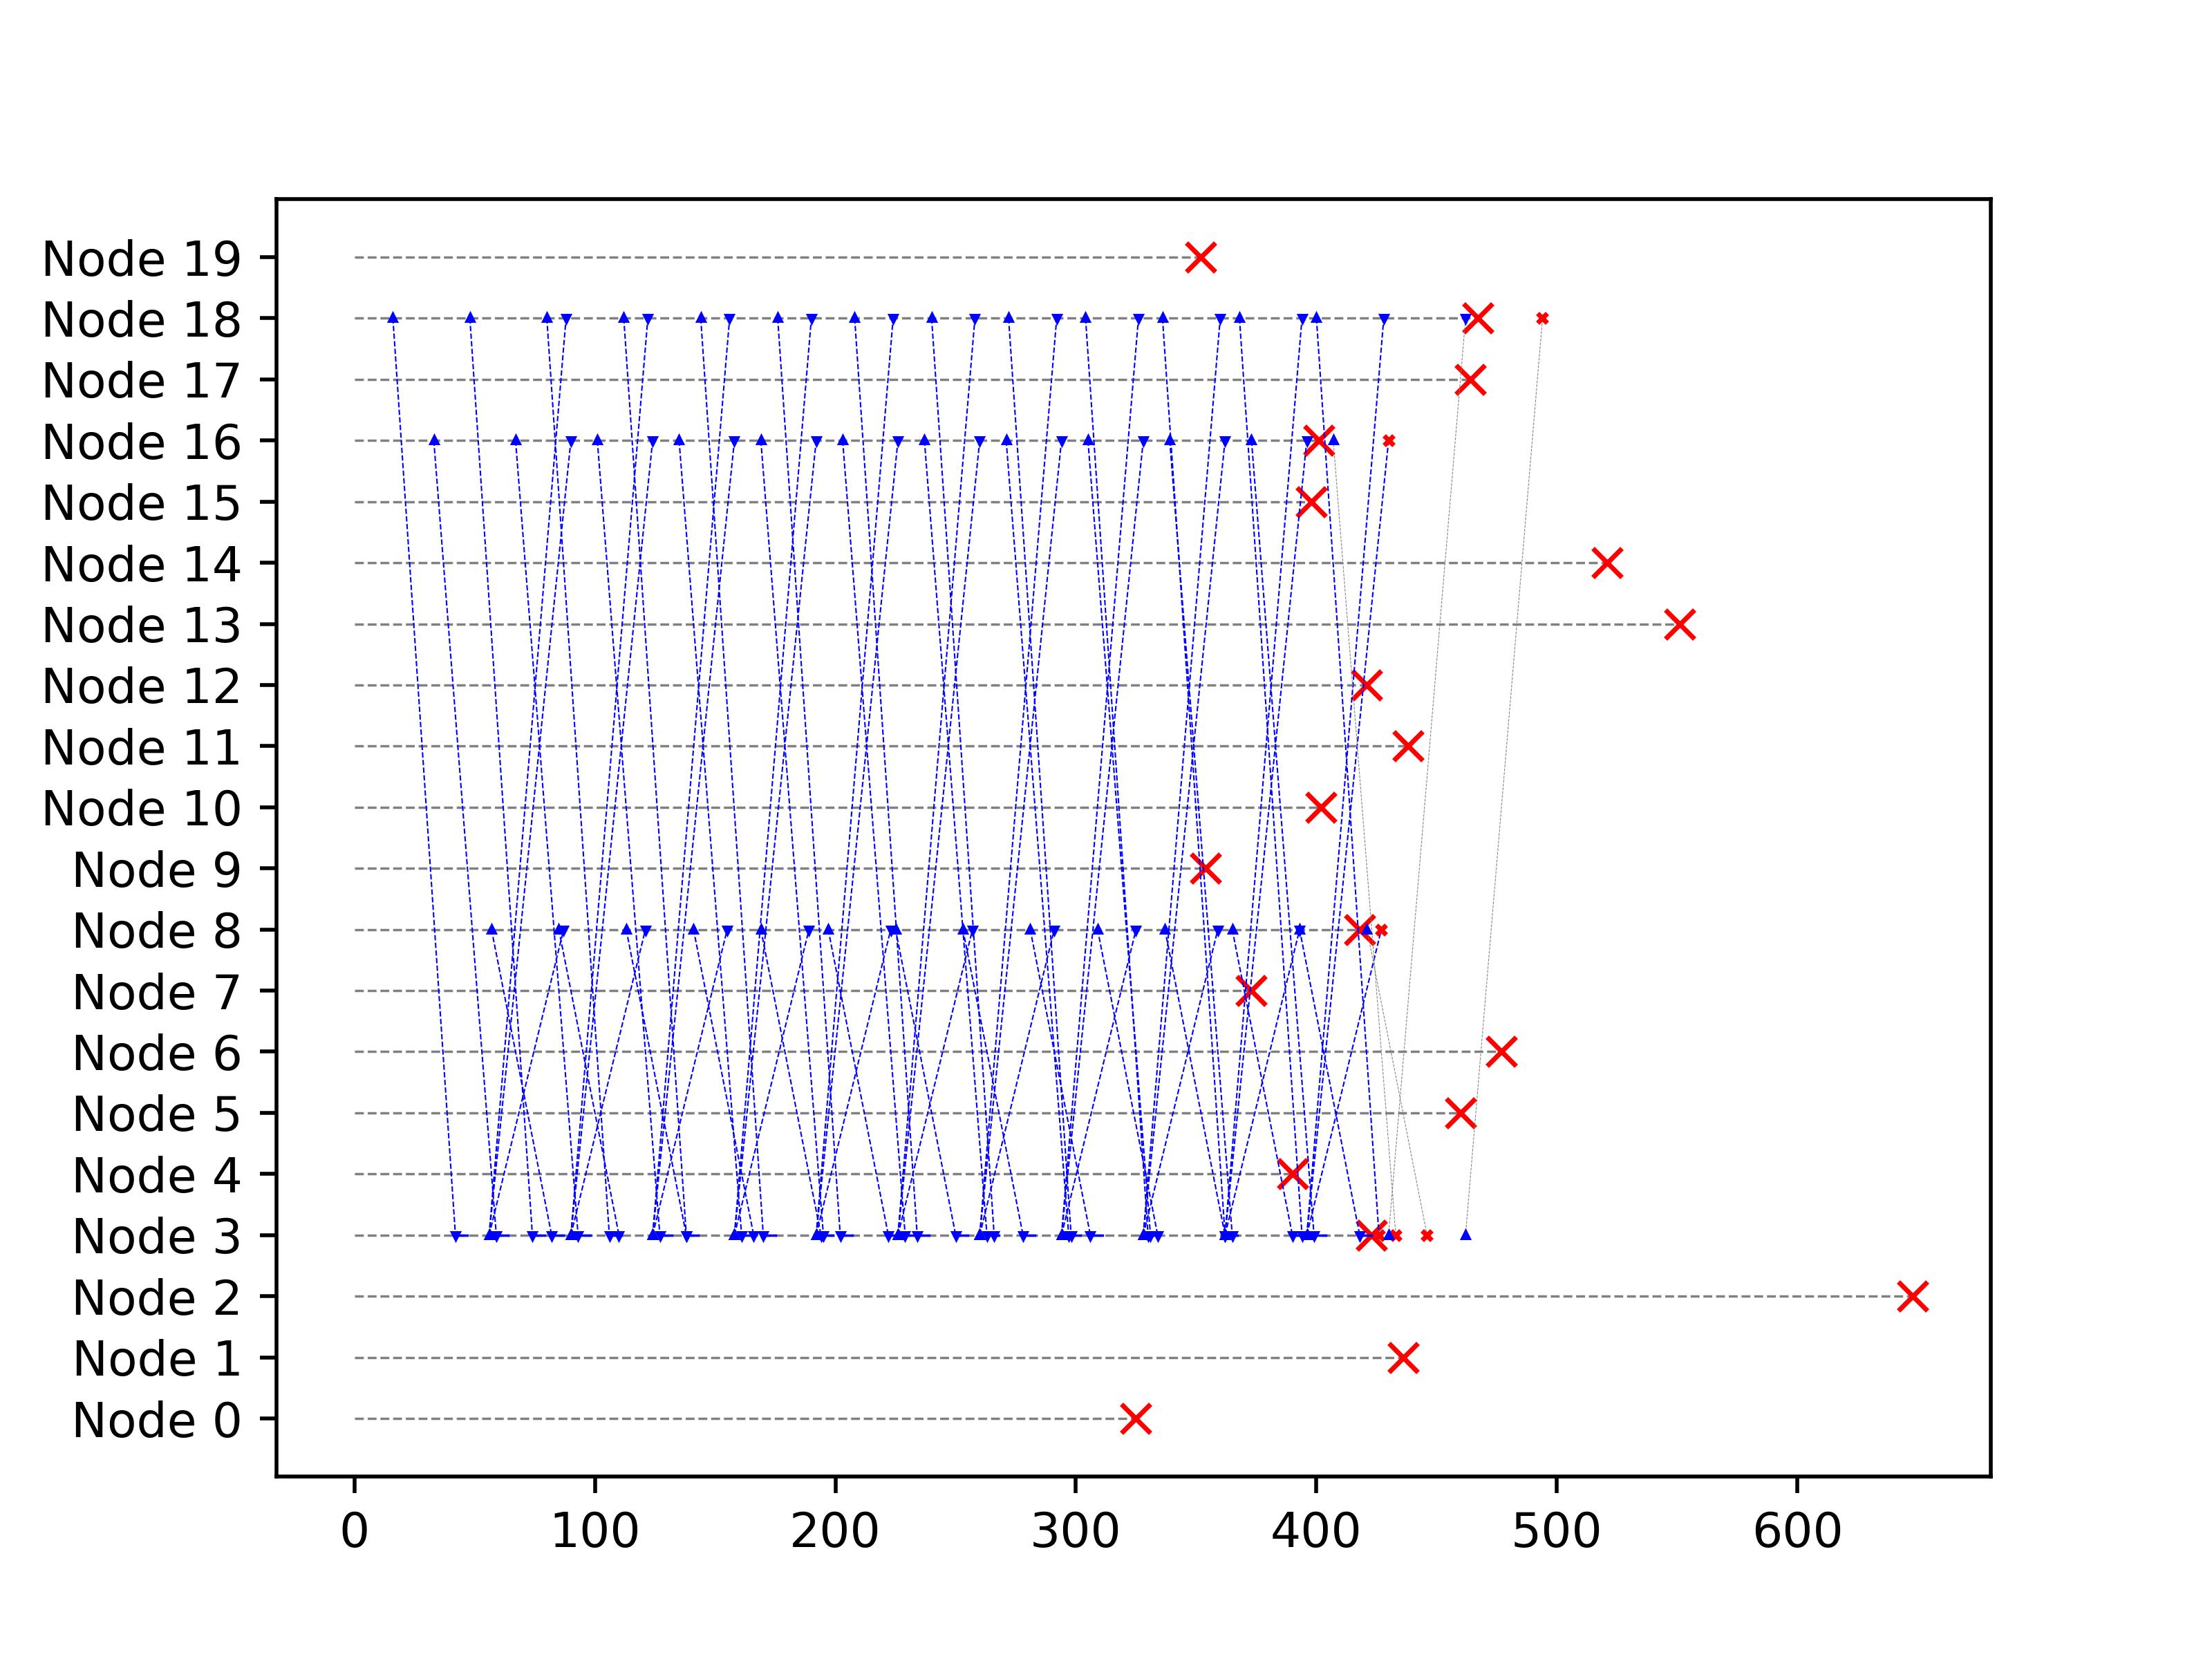 Node 19
Node 18
Node 17
Node 16
Node 15
Node 14
Node 13
Node 12
Node 11
Node 10
Node 9
Node 8
Node 7
Node 6
Node 5
Node 4
Node 3
Node 2
Node 1
Node 0
0 100 200 300 400 500 600